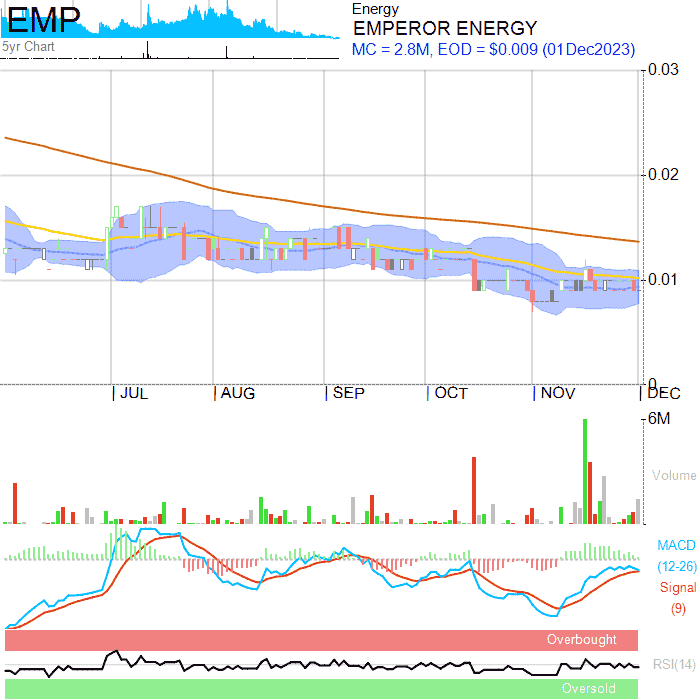 EMP
5yr Chart
Energy
EMPEROR ENERGY
MC = 2.8M, EOD = $0.009 (01Dec2023)
0.03
0.02
0.01
0
JUL
AUG
SEP
OCT
NOV
DEC
6M
Volume
MACD
(12-26)
Signal
(9)
Overbought
RSI(14)
Oversold